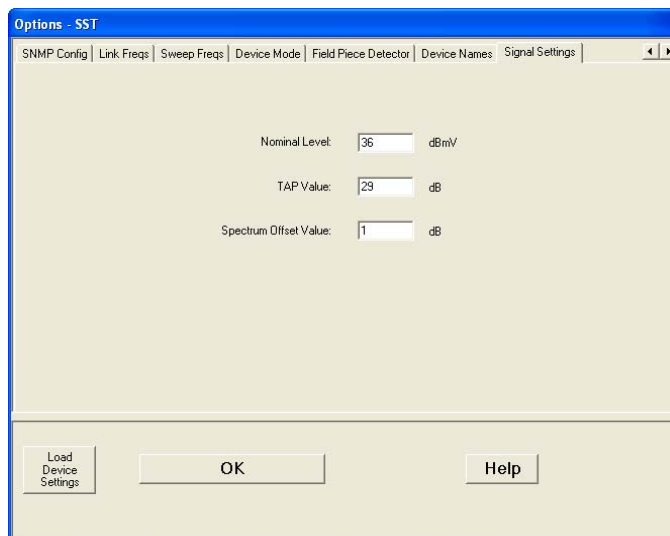 Options - SST
SNMP Config Link Freqs Sweep Freqs Device Mode Field Piece Detector Device Names Signal Settings
Nominal Level: 36 dBmV
TAP Value: 29 dB
Spectrum Offset Value: 1 dB
Load
Device
Settings
OK
Help